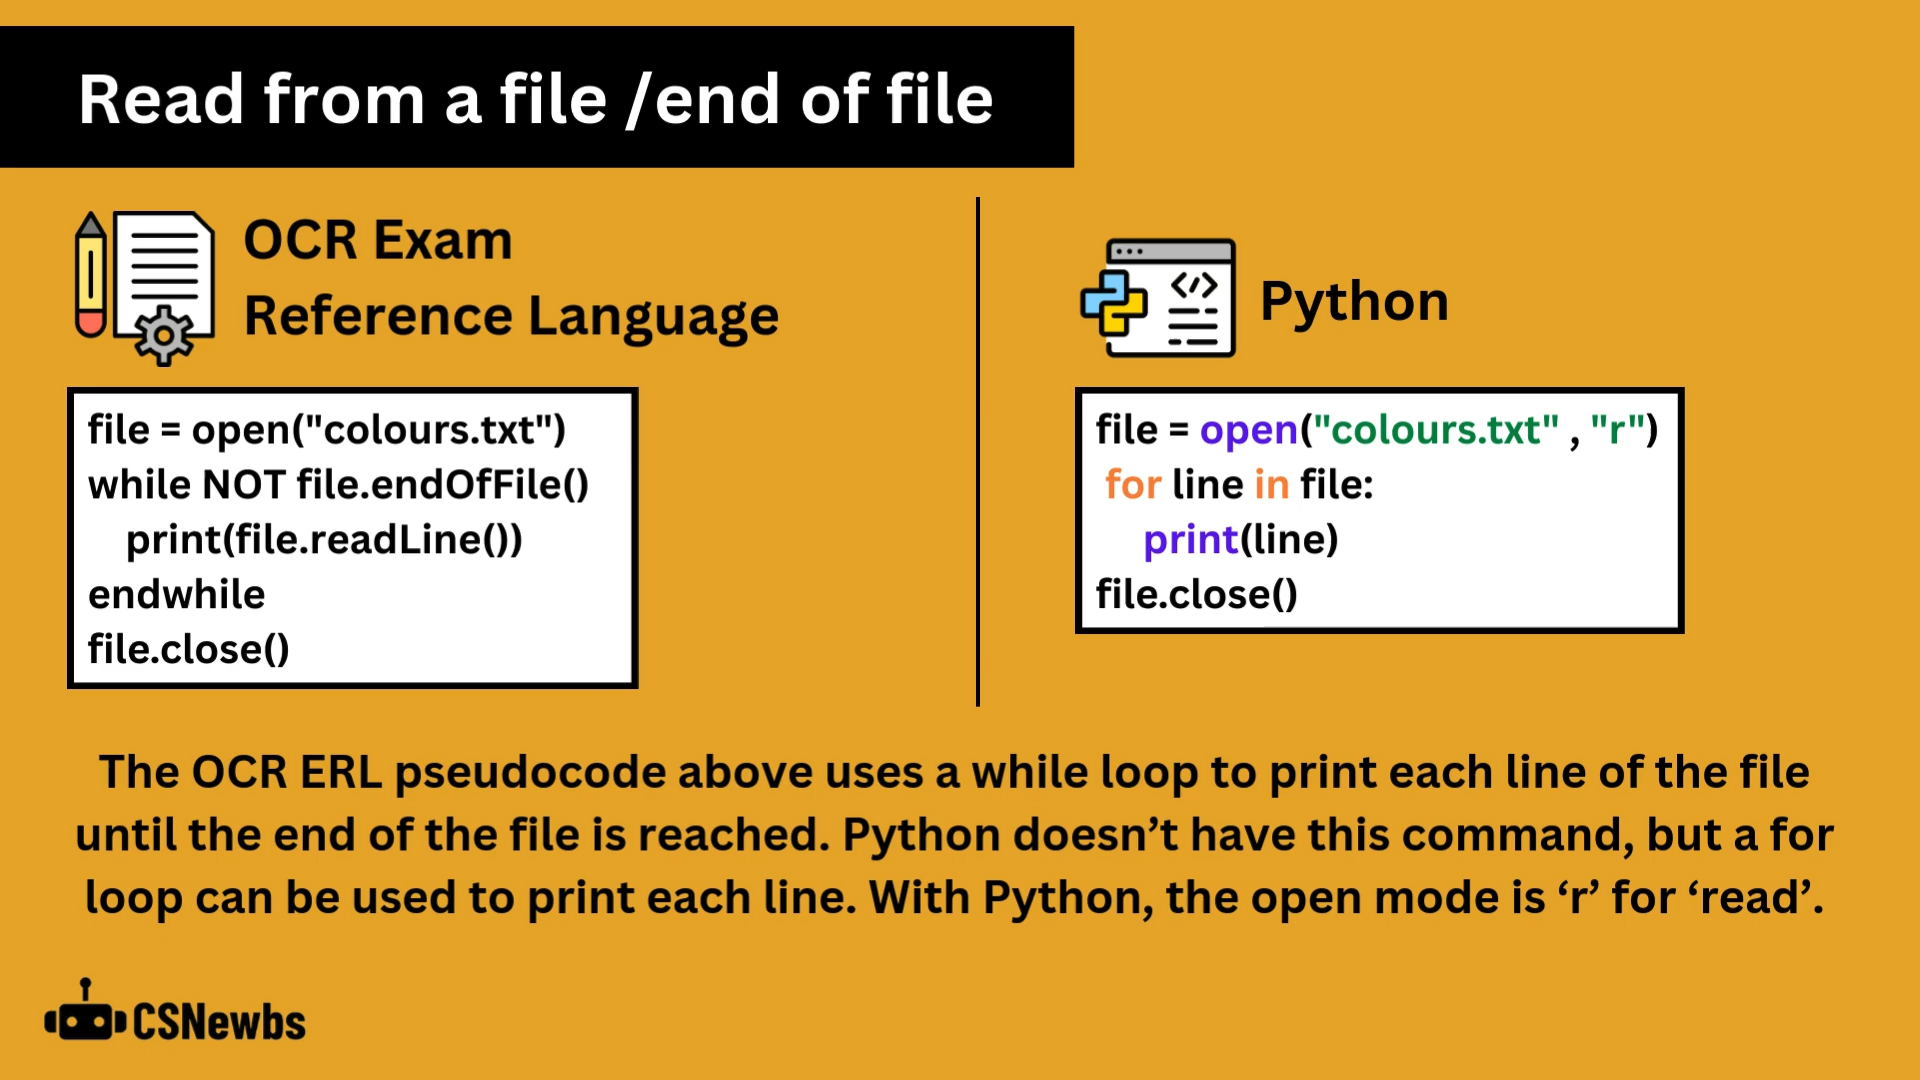 Read from a file /end of file
OCR Exam
Reference Language
file = open("colours.txt")
while NOT file.endOfFile()
    print(file.readLine())
endwhile
file.close()
Python
file = open("colours.txt" , "r")
 for line in file:
     print(line)
file.close()
The OCR ERL pseudocode above uses a while loop to print each line of the file
until the end of the file is reached. Python doesn’t have this command, but a for
loop can be used to print each line. With Python, the open mode is ‘r’ for ‘read’.
CSNewbs